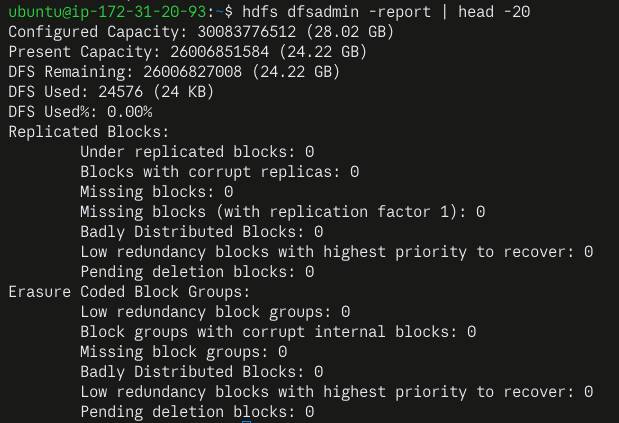 ubuntu@ip-172-31-20-93:~$ hdfs dfsadmin -report | head -20
Configured Capacity: 30083776512 (28.02 GB)
Present Capacity: 26006851584 (24.22 GB)
DFS Remaining: 26006827008 (24.22 GB)
DFS Used: 24576 (24 KB)
DFS Used%: 0.00%
Replicated Blocks:
        Under replicated blocks: 0
        Blocks with corrupt replicas: 0
        Missing blocks: 0
        Missing blocks (with replication factor 1): 0
        Badly Distributed Blocks: 0
        Low redundancy blocks with highest priority to recover: 0
        Pending deletion blocks: 0
Erasure Coded Block Groups:
        Low redundancy block groups: 0
        Block groups with corrupt internal blocks: 0
        Missing block groups: 0
        Badly Distributed Blocks: 0
        Low redundancy blocks with highest priority to recover: 0
        Pending deletion blocks: 0